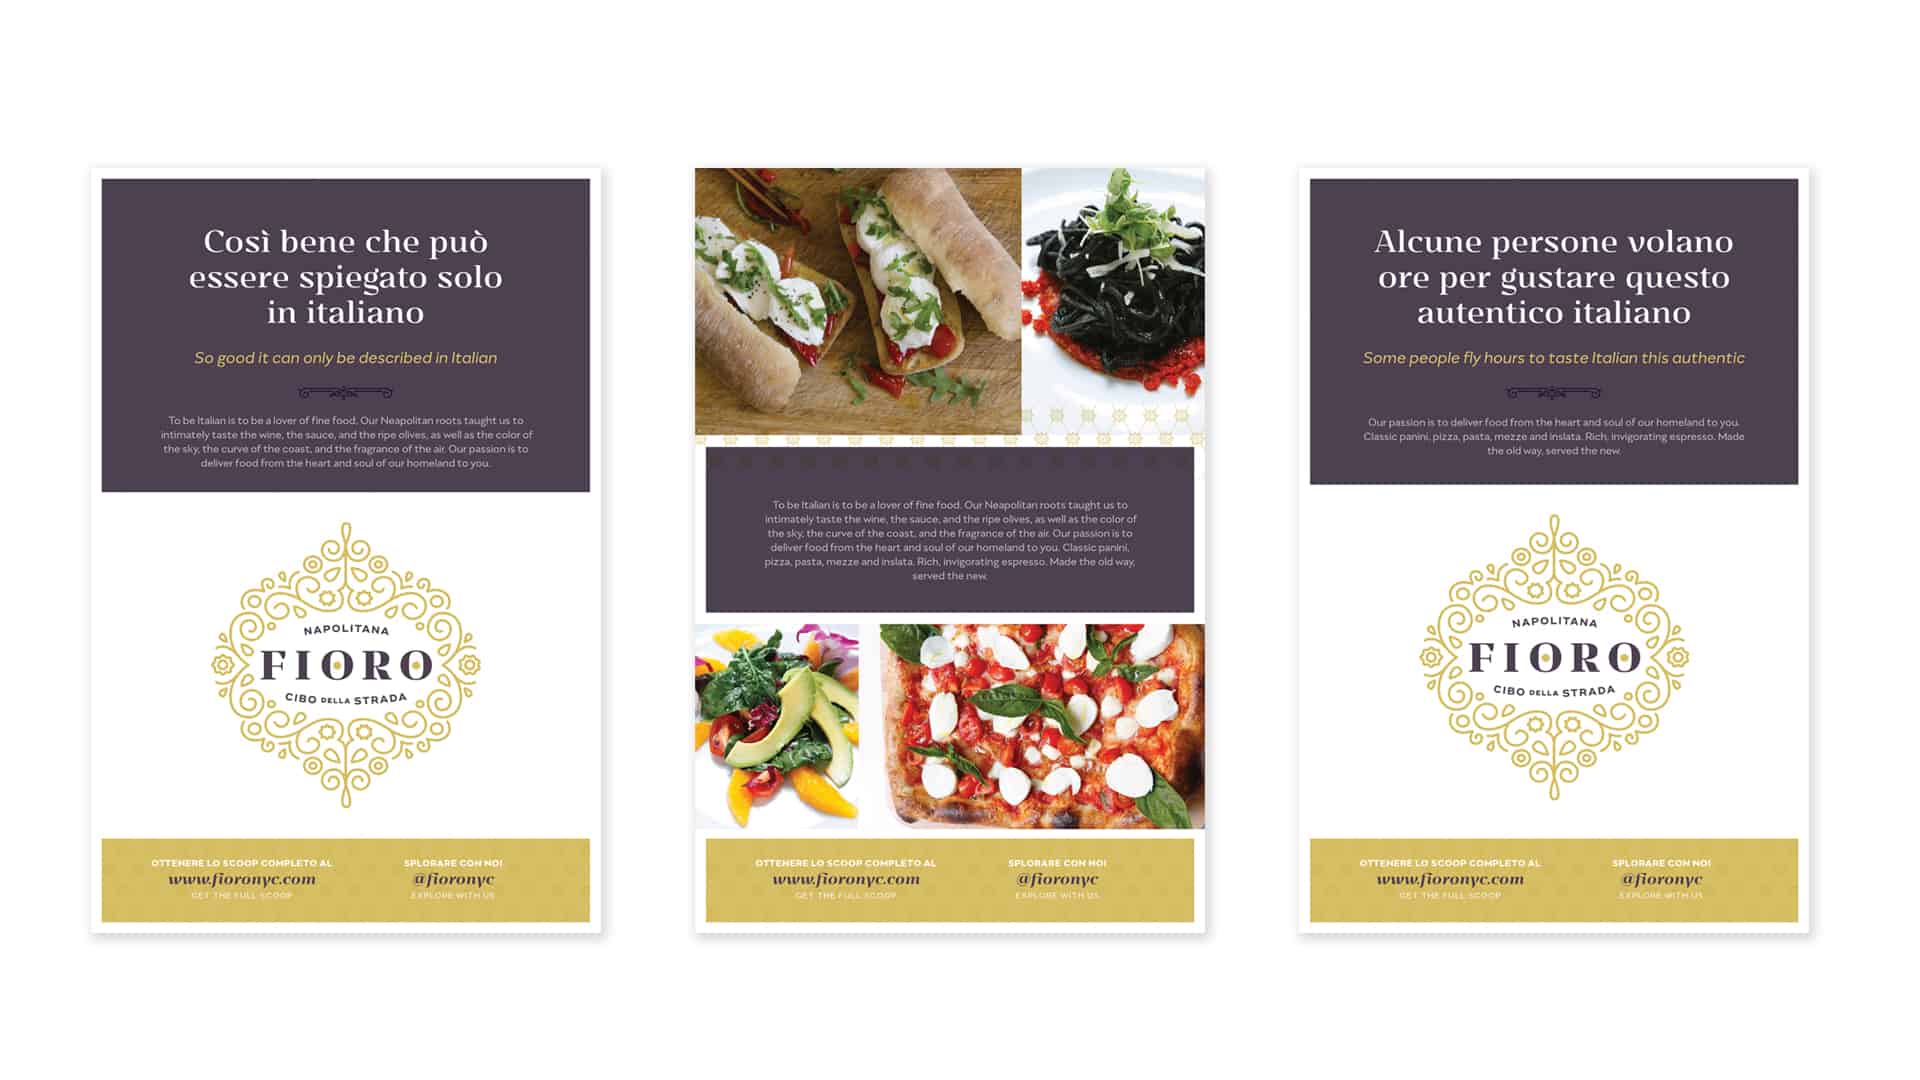 Così bene che può
essere spiegato solo
in italiano
So good it can only be described in Italian
To be Italian is to be a lover of fine food. Our Neapolitan roots taught us to
intimately taste the wine, the sauce, and the ripe olives, as well as the color of
the sky, the curve of the coast, and the fragrance of the air. Our passion is to
deliver food from the heart and soul of our homeland to you.
NAPOLITANA
FIORO
CIBO DELLA STRADA
OTTENERE LO SCOOP COMPLETO AL
www.fioronyc.com
GET THE FULL SCOOP
SPLORARE CON NOI
@fioronyc
EXPLORE WITH US
To be Italian is to be a lover of fine food. Our Neapolitan roots taught us to
intimately taste the wine, the sauce, and the ripe olives, as well as the color of
the sky, the curve of the coast, and the fragrance of the air. Our passion is to
deliver food from the heart and soul of our homeland to you. Classic panini,
pizza, pasta, mezze and inslata. Rich, invigorating espresso. Made the old way,
served the new.
OTTENERE LO SCOOP COMPLETO AL
www.fioronyc.com
GET THE FULL SCOOP
SPLORARE CON NOI
@fioronyc
EXPLORE WITH US
Alcune persone volano
ore per gustare questo
autentico italiano
Some people fly hours to taste Italian this authentic
Our passion is to deliver food from the heart and soul of our homeland to you.
Classic panini, pizza, pasta, mezze and inslata. Rich, invigorating espresso. Made
the old way, served the new.
NAPOLITANA
FIORO
CIBO DELLA STRADA
OTTENERE LO SCOOP COMPLETO AL
www.fioronyc.com
GET THE FULL SCOOP
SPLORARE CON NOI
@fioronyc
EXPLORE WITH US